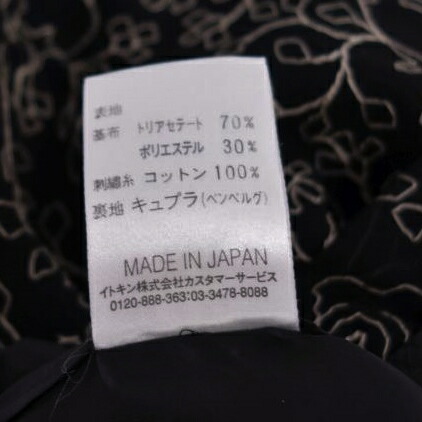 表地
基布 トリアセテート 70%
ポリエステル 30%
刺繍糸 コットン 100%
裏地 キュプラ(ベンベルグ)
MADE IN JAPAN
イトキン株式会社カスタマーサービス
0120-888-363:03-3478-8088